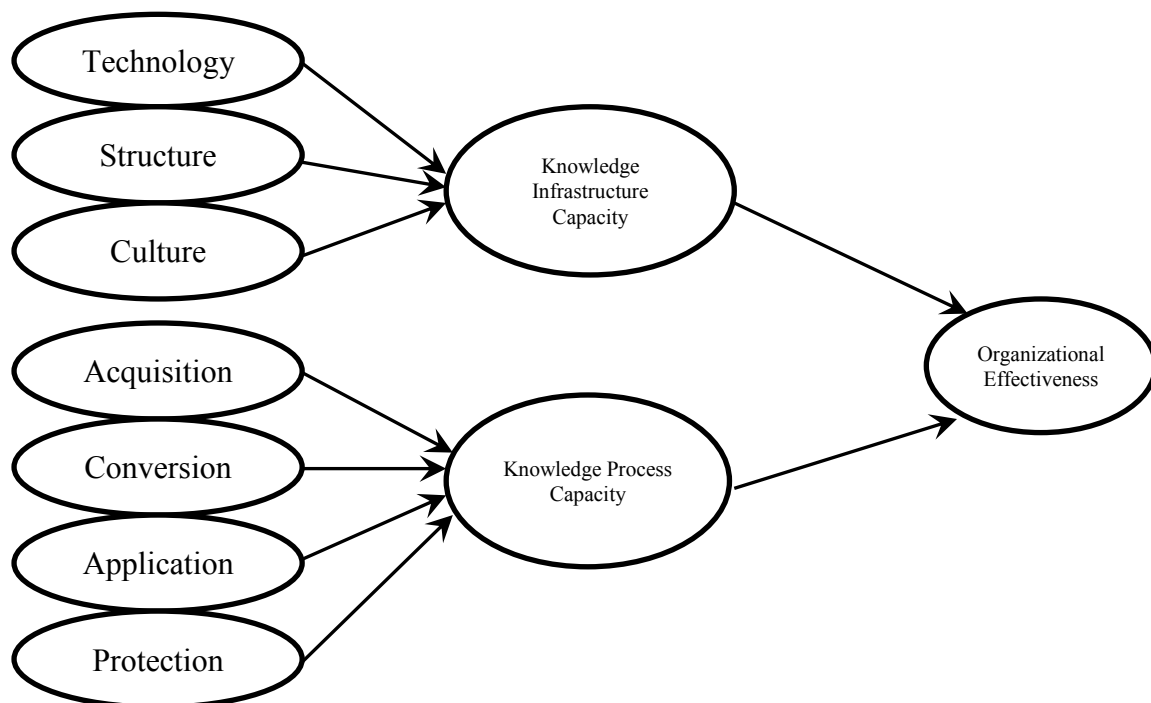 Technology
Structure
Culture
Knowledge
Infrastructure
Capacity
Acquisition
Conversion
Application
Protection
Knowledge Process
Capacity
Organizational
Effectiveness